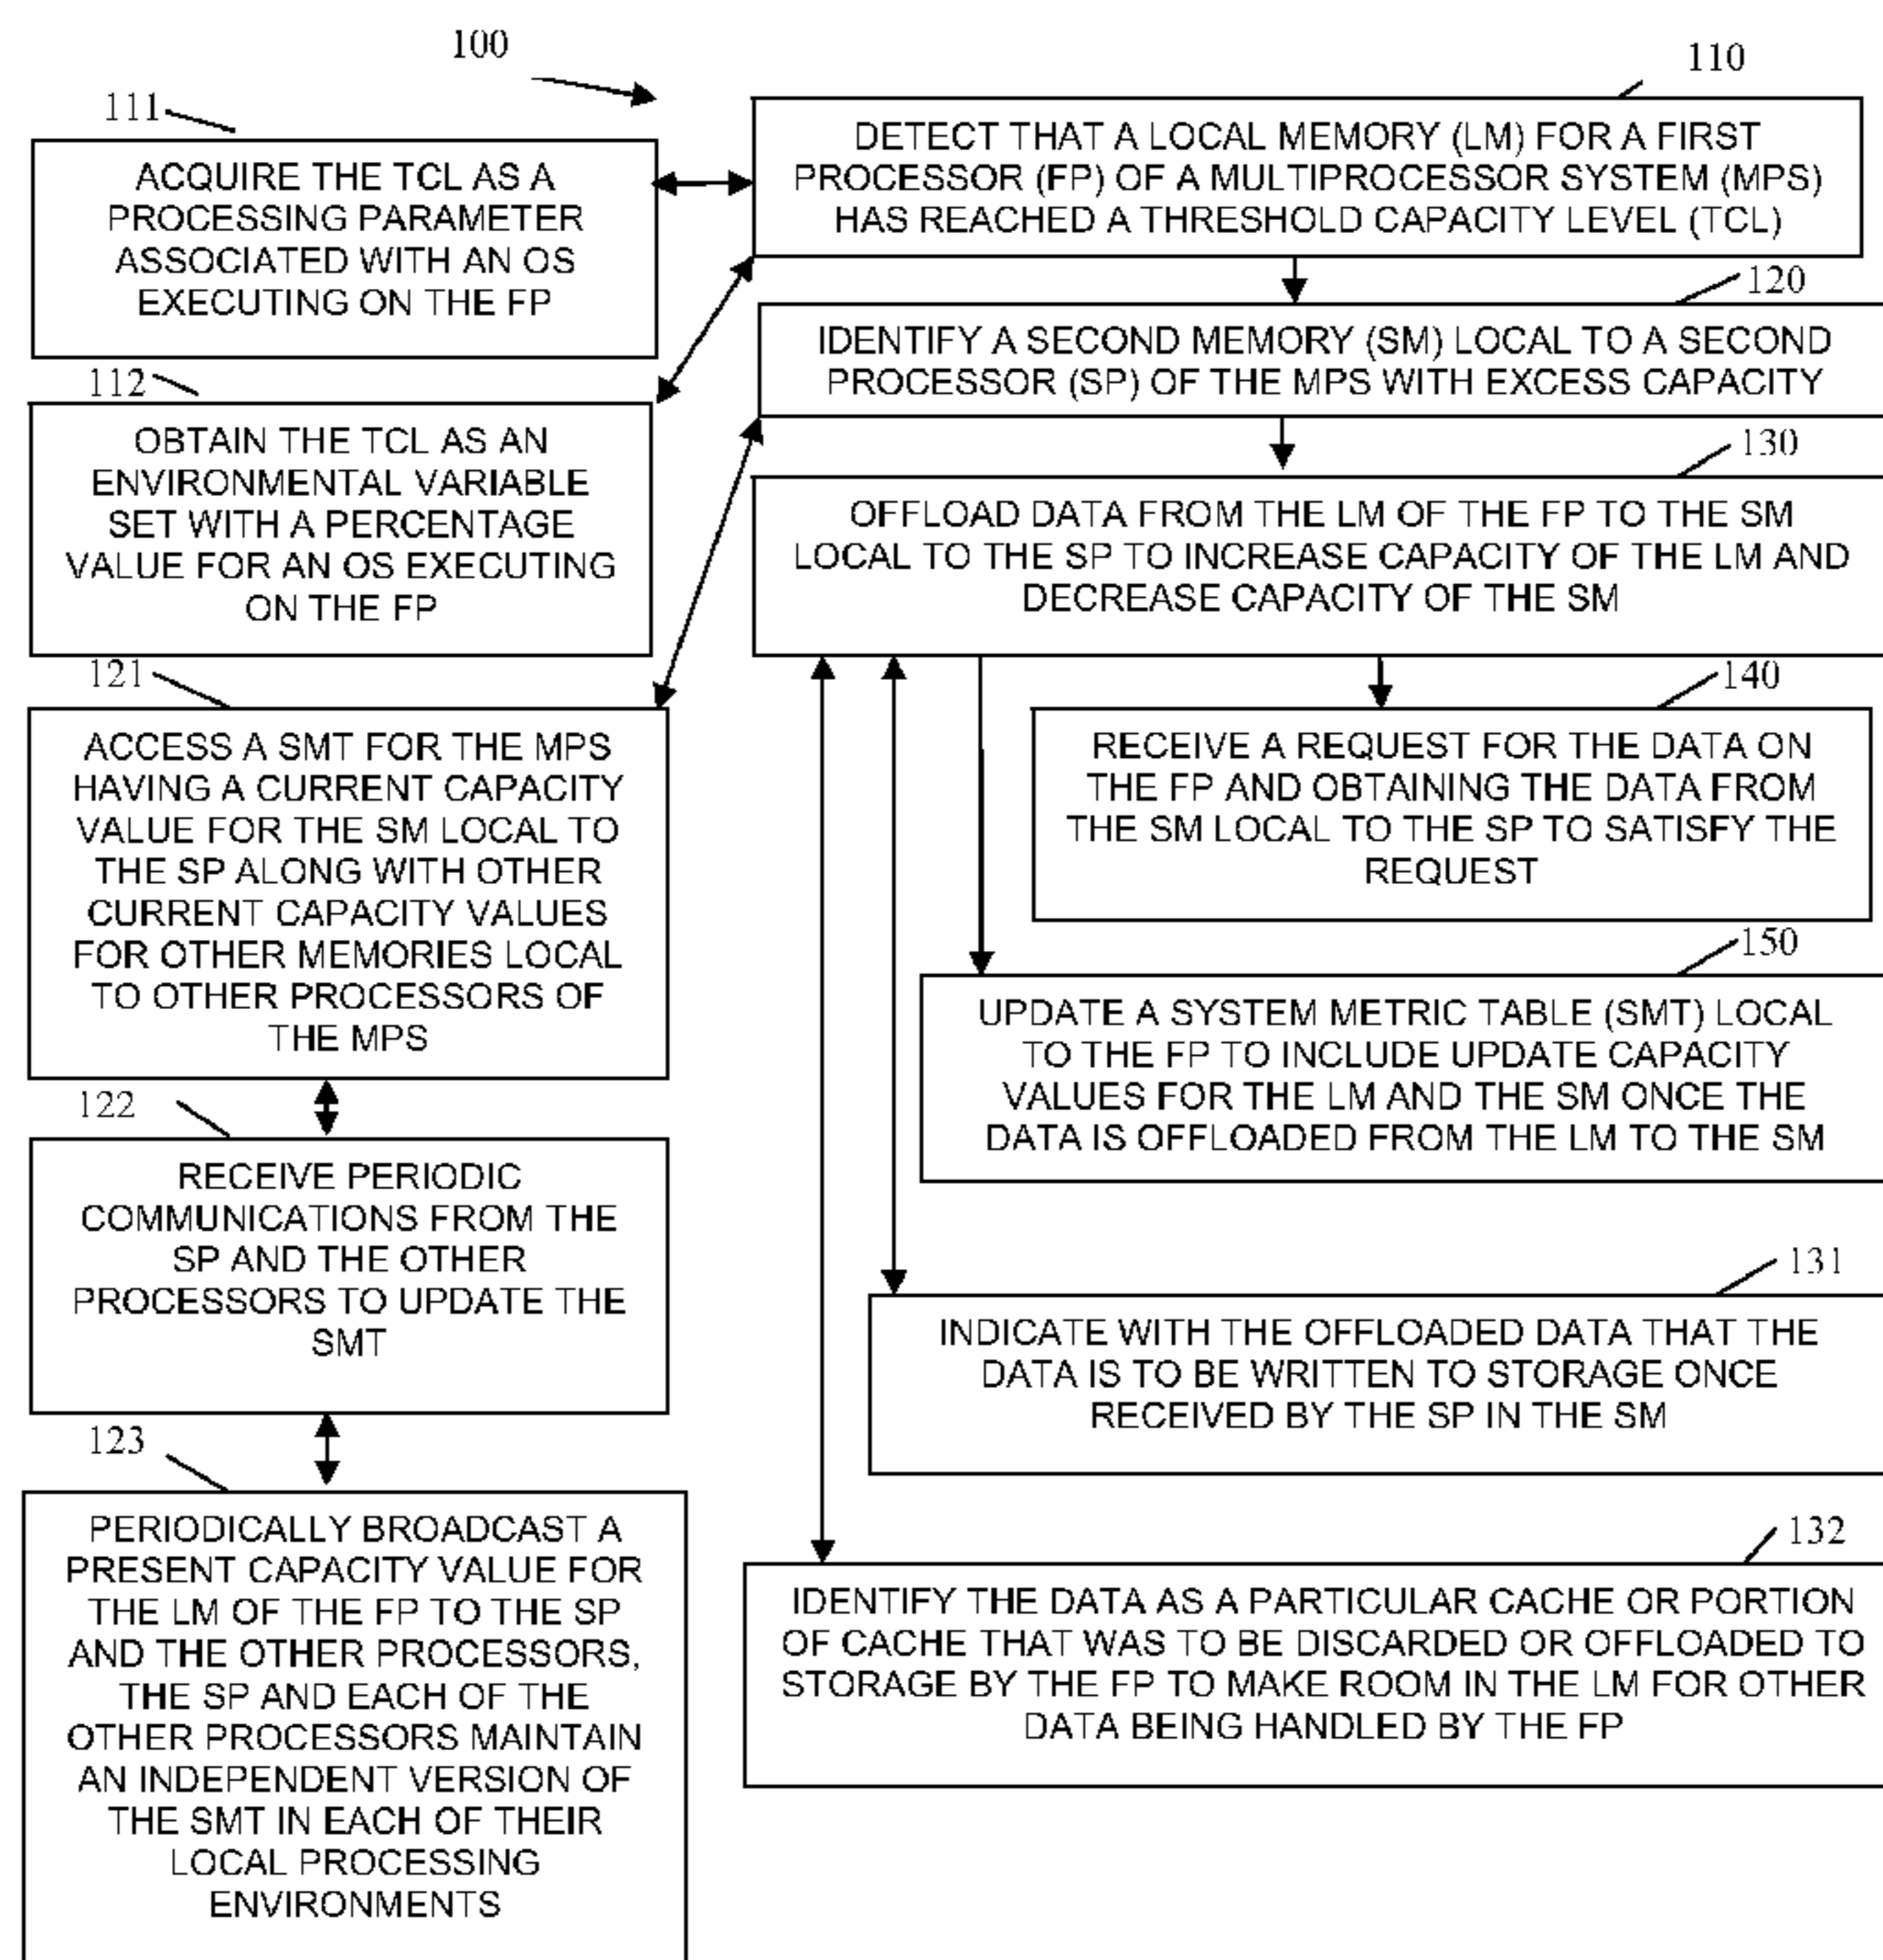 100
110
DETECT THAT A LOCAL MEMORY (LM) FOR A FIRST
PROCESSOR (FP) OF A MULTIPROCESSOR SYSTEM (MPS)
HAS REACHED A THRESHOLD CAPACITY LEVEL (TCL)
111
ACQUIRE THE TCL AS A
PROCESSING PARAMETER
ASSOCIATED WITH AN OS
EXECUTING ON THE FP
112
OBTAIN THE TCL AS AN
ENVIRONMENTAL VARIABLE
SET WITH A PERCENTAGE
VALUE FOR AN OS EXECUTING
ON THE FP
120
IDENTIFY A SECOND MEMORY (SM) LOCAL TO A SECOND
PROCESSOR (SP) OF THE MPS WITH EXCESS CAPACITY
121
ACCESS A SMT FOR THE MPS
HAVING A CURRENT CAPACITY
VALUE FOR THE SM LOCAL TO
THE SP ALONG WITH OTHER
CURRENT CAPACITY VALUES
FOR OTHER MEMORIES LOCAL
TO OTHER PROCESSORS OF
THE MPS
122
RECEIVE PERIODIC
COMMUNICATIONS FROM THE
SP AND THE OTHER
PROCESSORS TO UPDATE THE
SMT
123
PERIODICALLY BROADCAST A
PRESENT CAPACITY VALUE FOR
THE LM OF THE FP TO THE SP
AND THE OTHER PROCESSORS,
THE SP AND EACH OF THE
OTHER PROCESSORS MAINTAIN
AN INDEPENDENT VERSION OF
THE SMT IN EACH OF THEIR
LOCAL PROCESSING
ENVIRONMENTS
130
OFFLOAD DATA FROM THE LM OF THE FP TO THE SM
LOCAL TO THE SP TO INCREASE CAPACITY OF THE LM AND
DECREASE CAPACITY OF THE SM
140
RECEIVE A REQUEST FOR THE DATA ON
THE FP AND OBTAINING THE DATA FROM
THE SM LOCAL TO THE SP TO SATISFY THE
REQUEST
150
UPDATE A SYSTEM METRIC TABLE (SMT) LOCAL
TO THE FP TO INCLUDE UPDATE CAPACITY
VALUES FOR THE LM AND THE SM ONCE THE
DATA IS OFFLOADED FROM THE LM TO THE SM
131
INDICATE WITH THE OFFLOADED DATA THAT THE
DATA IS TO BE WRITTEN TO STORAGE ONCE
RECEIVED BY THE SP IN THE SM
132
IDENTIFY THE DATA AS A PARTICULAR CACHE OR PORTION
OF CACHE THAT WAS TO BE DISCARDED OR OFFLOADED TO
STORAGE BY THE FP TO MAKE ROOM IN THE LM FOR OTHER
DATA BEING HANDLED BY THE FP